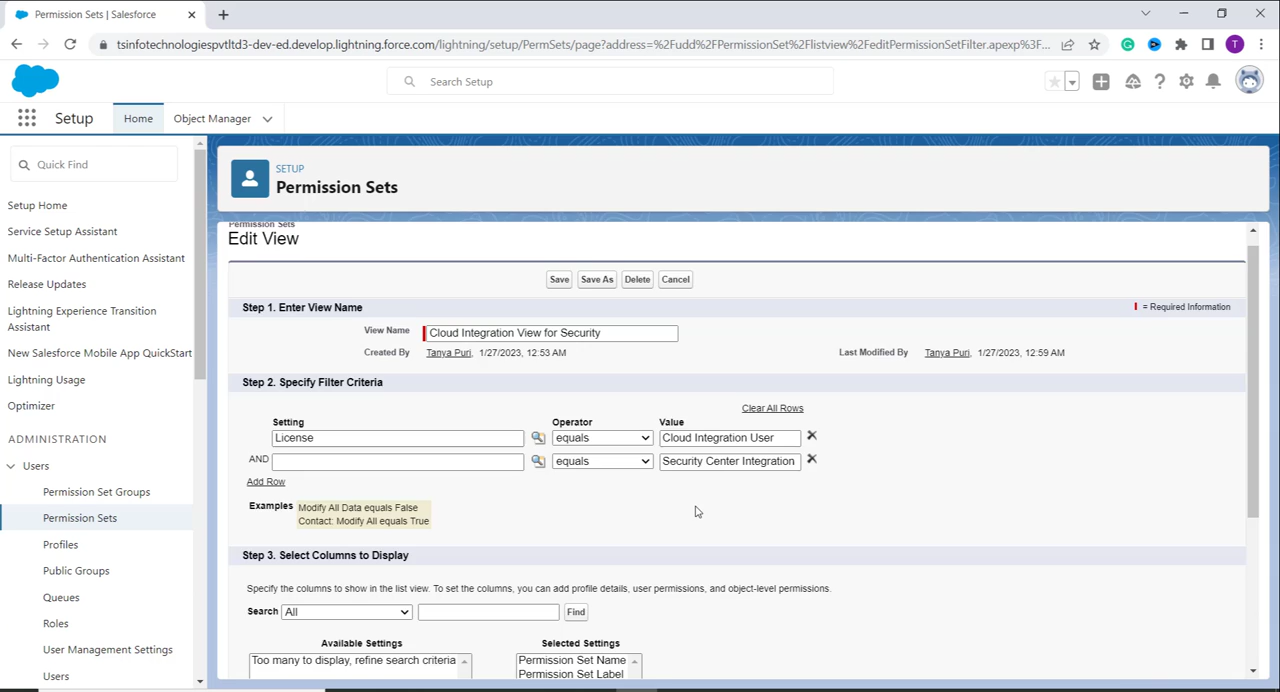 Permission Sets | Salesforce
tsinfotechnologiespvtltd3-dev-ed.develop.lightning.force.com/lightning/setup/PermSets/page?address=%2Fudd%2FPermissionSet%2Flistview%2FeditPermissionSetFilter.apexp%3F...
T
Search Setup
Setup
Home
Object Manager
Quick Find
Setup Home
Service Setup Assistant
Multi-Factor Authentication Assistant
Release Updates
Lightning Experience Transition
Assistant
New Salesforce Mobile App QuickStart
Lightning Usage
Optimizer
ADMINISTRATION
Users
Permission Set Groups
Permission Sets
Profiles
Public Groups
Queues
Roles
User Management Settings
Users
SETUP
Permission Sets
Permission Sets
Edit View
Save Save As Delete Cancel
Step 1. Enter View Name
= Required Information
View Name Cloud Integration View for Security
Created By Tanya Puri, 1/27/2023, 12:53 AM
Last Modified By Tanya Puri, 1/27/2023, 12:59 AM
Step 2. Specify Filter Criteria
Clear All Rows
Setting Operator Value
License equals Cloud Integration User
AND equals Security Center Integration
Add Row
Examples Modify All Data equals False
Contact: Modify All equals True
Step 3. Select Columns to Display
Specify the columns to show in the list view. To set the columns, you can add profile details, user permissions, and object-level permissions.
Search All Find
Available Settings Selected Settings
Too many to display, refine search criteria Permission Set Name
Permission Set Label